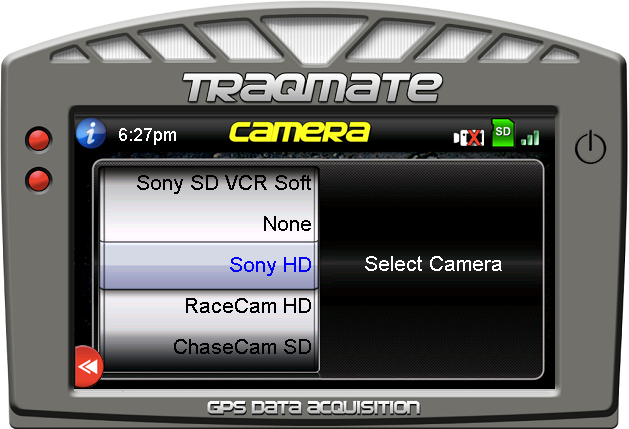 TRAQMATE
6:27pm
CAMERA
SD
Sony SD VCR Soft
None
Sony HD
Select Camera
RaceCam HD
ChaseCam SD
GPS DATA ACQUISITION